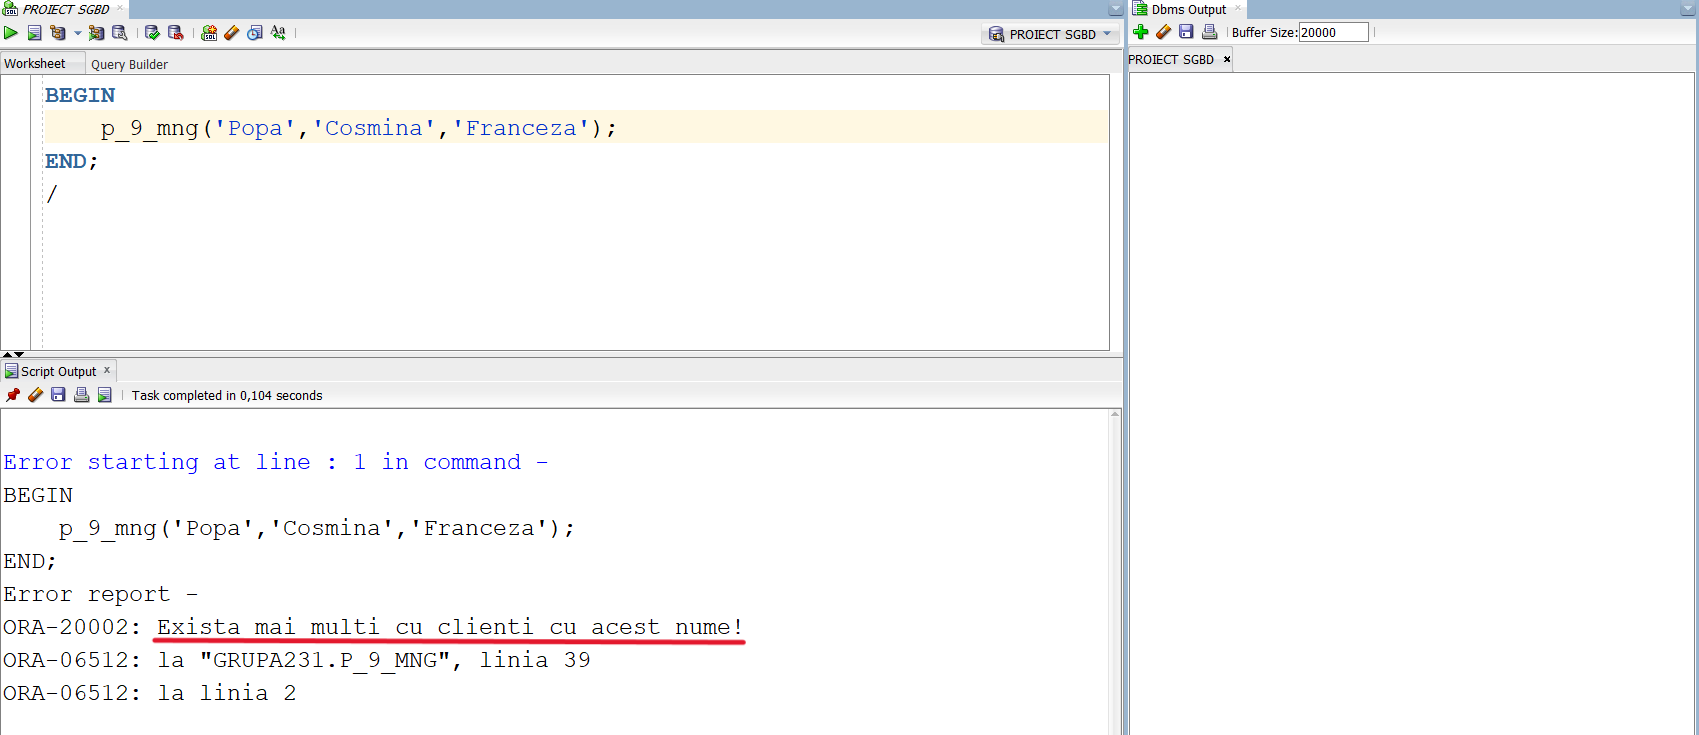 PROIECT SGBD
PROIECT SGBD
Worksheet Query Builder
BEGIN
p_9_mng('Popa','Cosmina','Franceza');
END;
/
Script Output
Task completed in 0,104 seconds
Error starting at line : 1 in command -
BEGIN
p_9_mng('Popa','Cosmina','Franceza');
END;
Error report -
ORA-20002: Exista mai multi cu clienti cu acest nume!
ORA-06512: la "GRUPA231.P_9_MNG", linia 39
ORA-06512: la linia 2
Dbms Output
Buffer Size: 20000
PROIECT SGBD